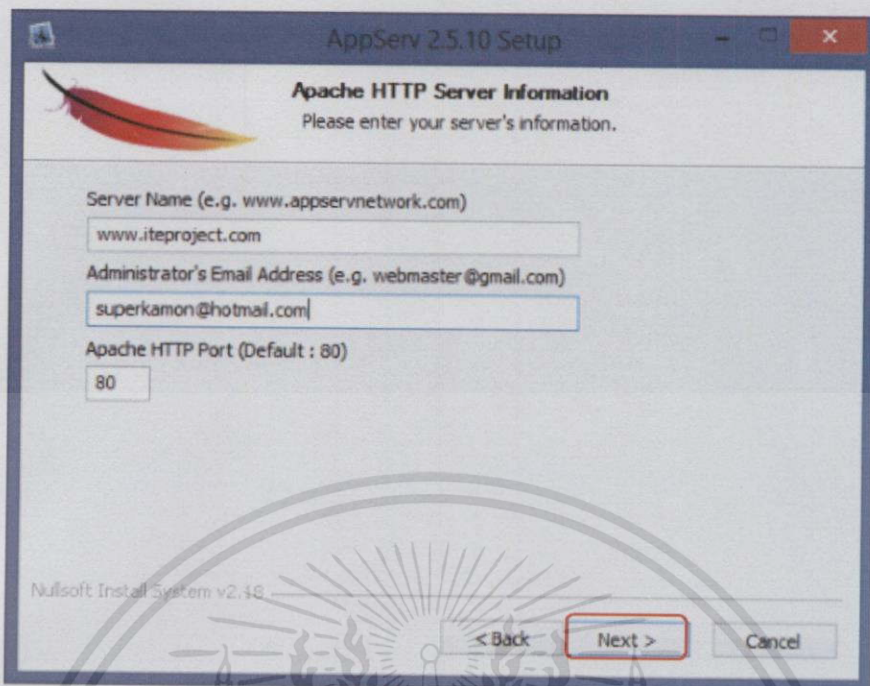 AppServ 2.5.10 Setup
Apache HTTP Server Information
Please enter your server's information.
Server Name (e.g. www.appservnetwork.com)
www.iteproject.com
Administrator's Email Address (e.g. webmaster@gmail.com)
superkamon@hotmail.com
Apache HTTP Port (Default : 80)
80
Nullsoft Install System v2.18
< Back Next > Cancel